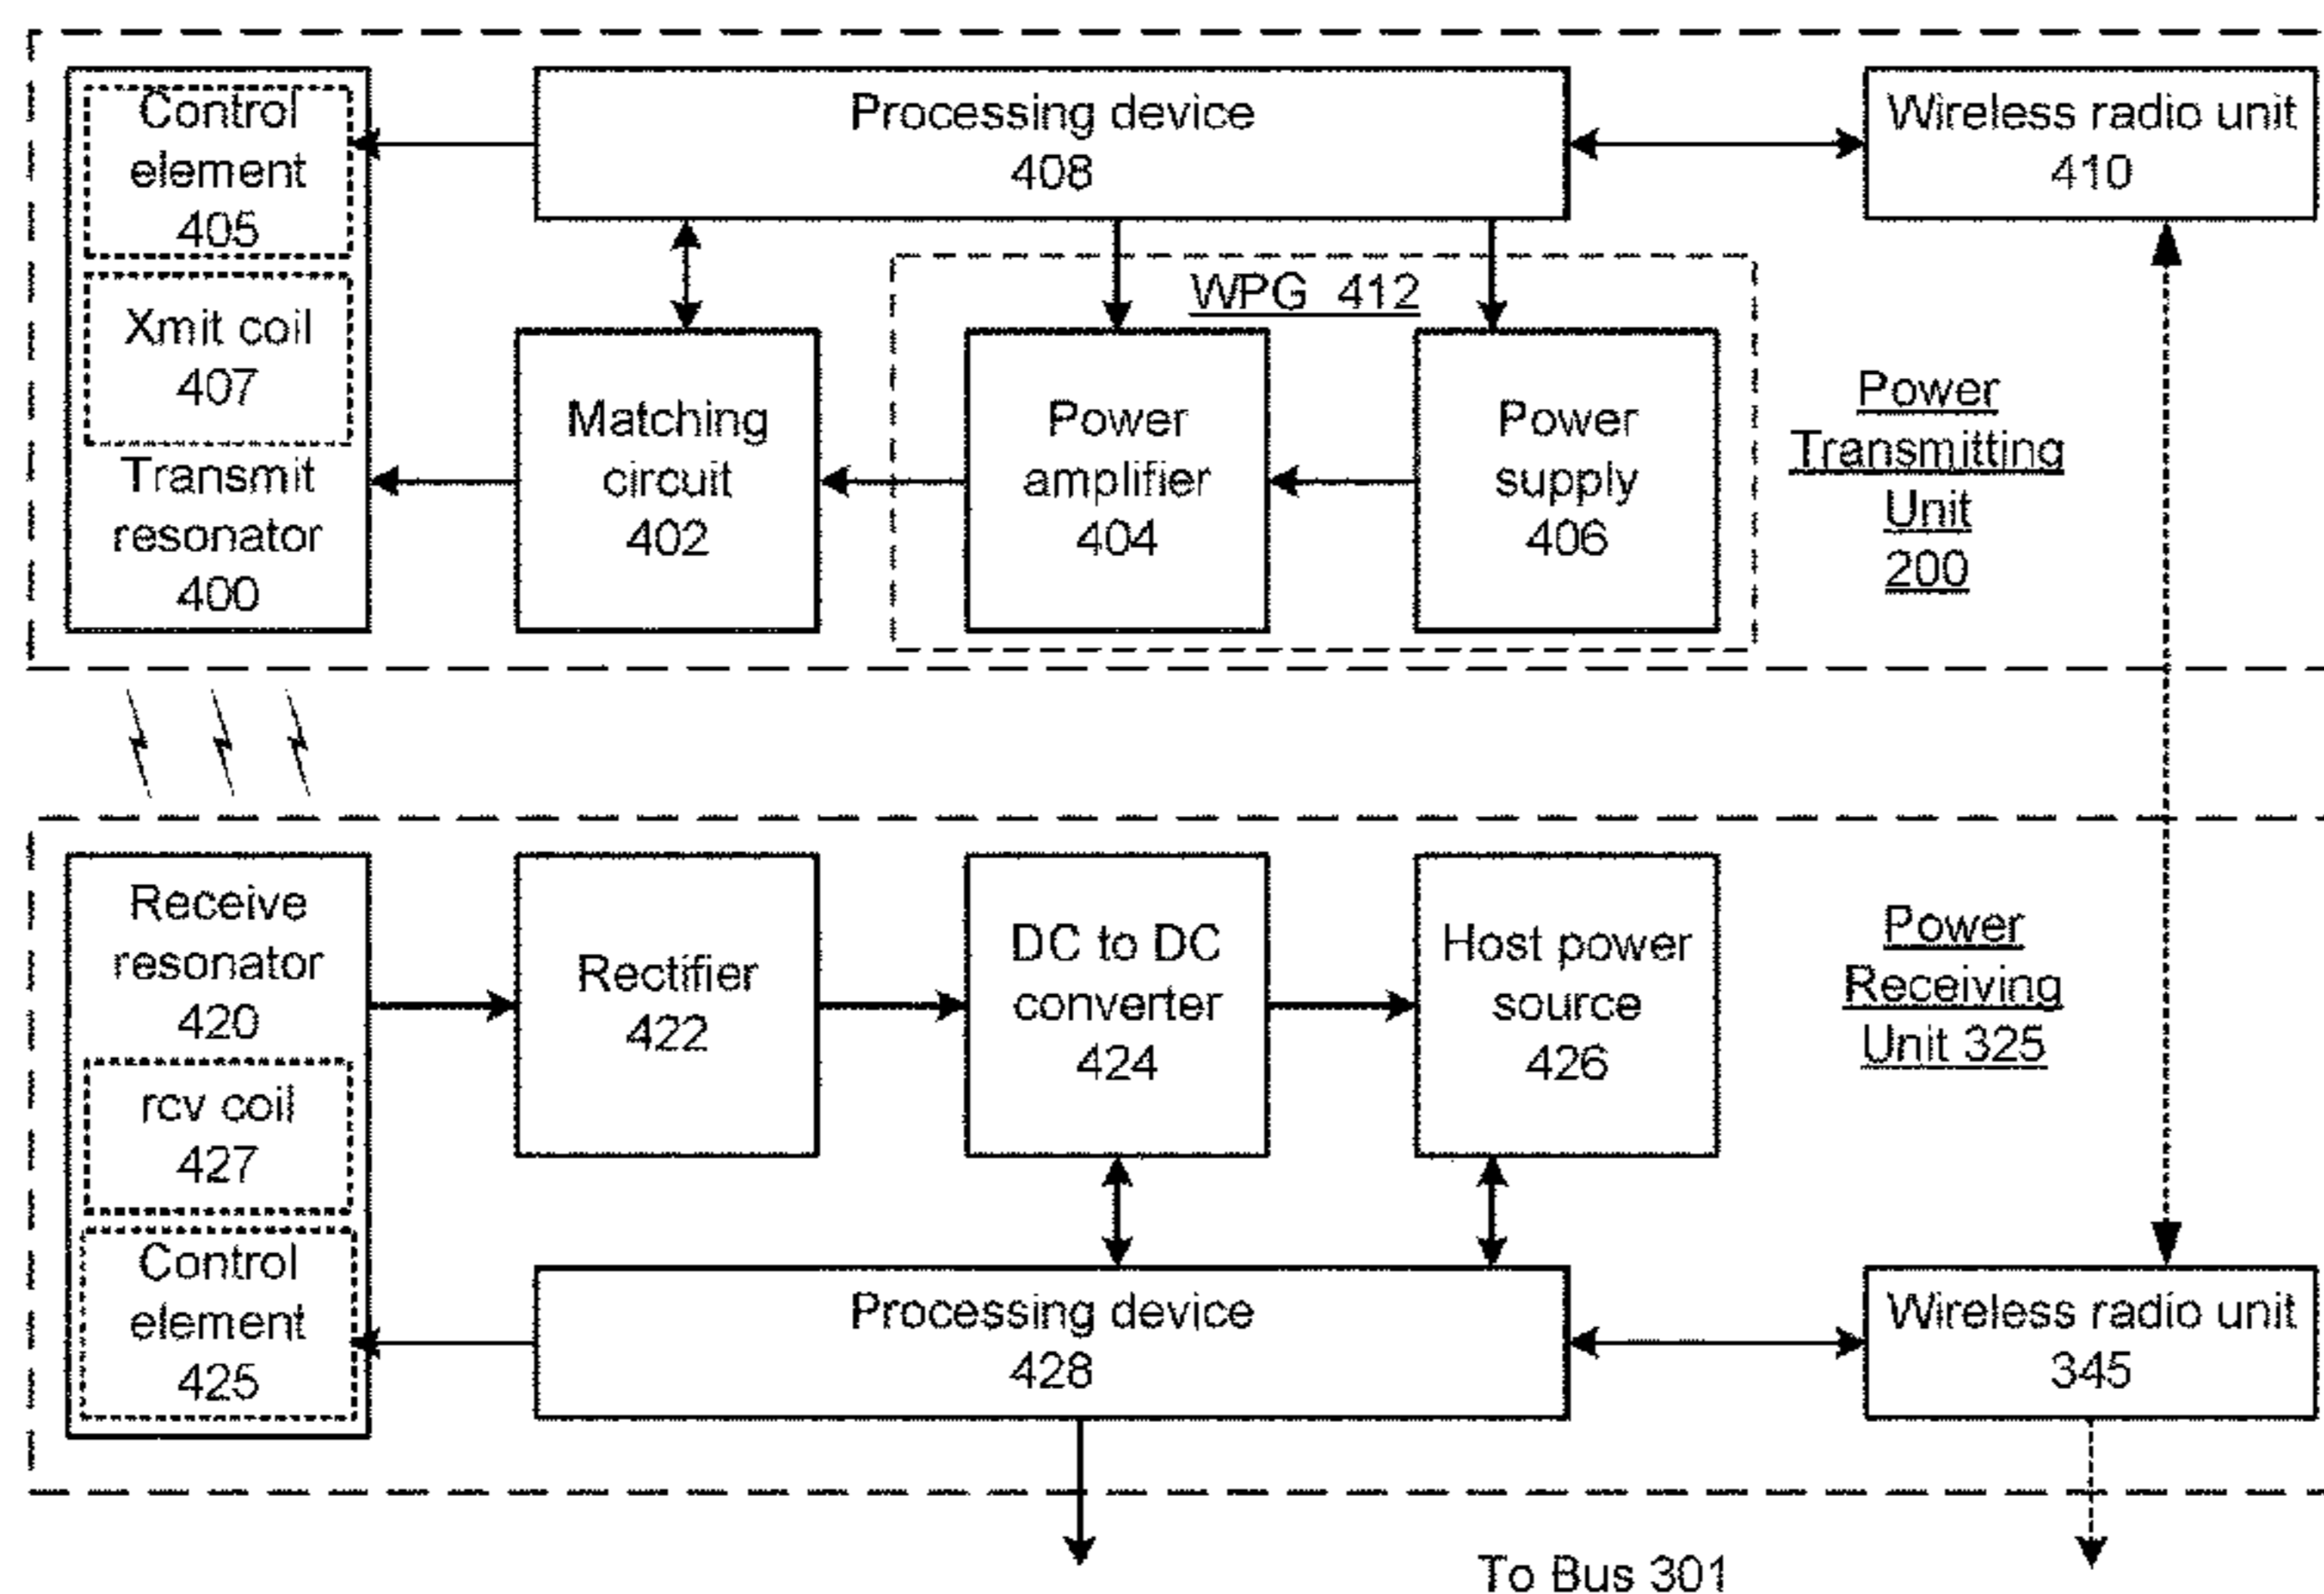 Control
element
405
Xmit coil
407
Transmit
resonator
400
Processing device
408
Wireless radio unit
410
WPG 412
Matching
circuit
402
Power
amplifier
404
Power
supply
406
Power
Transmitting
Unit
200
Receive
resonator
420
rcv coil
427
Control
element
425
Rectifier
422
DC to DC
converter
424
Host power
source
426
Power
Receiving
Unit 325
Processing device
428
Wireless radio unit
345
To Bus 301